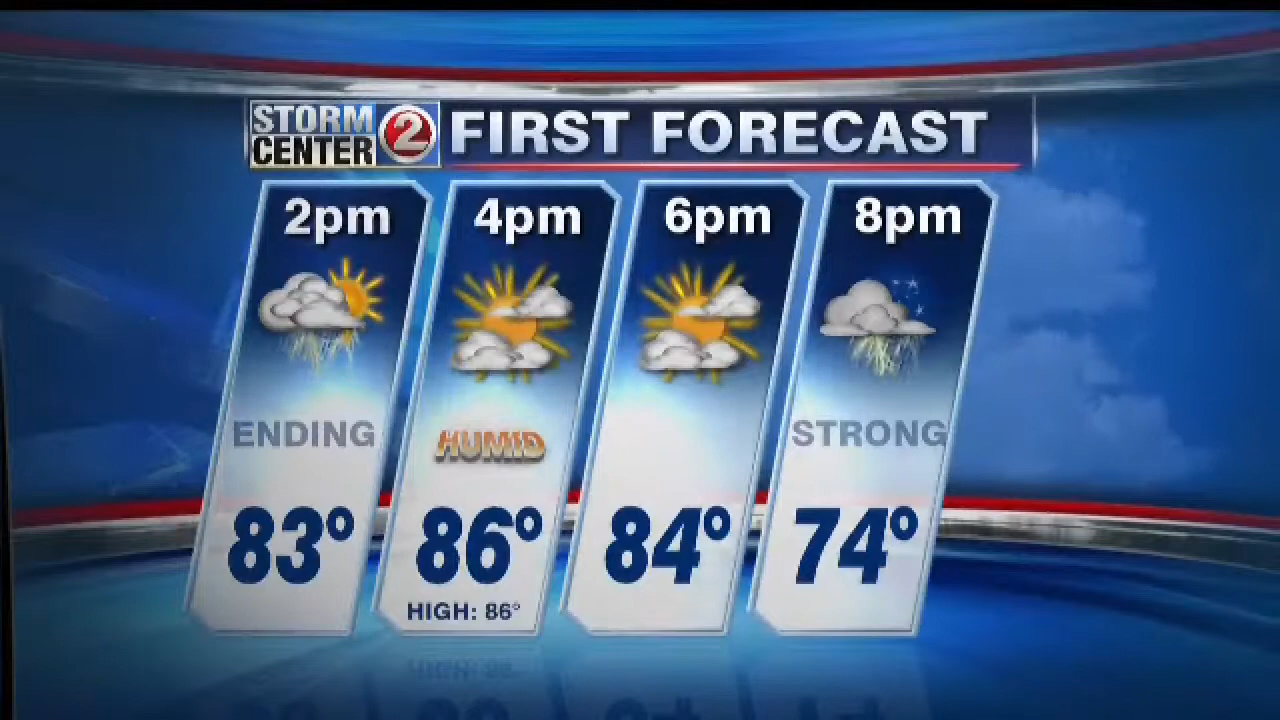 STORM CENTER 2 FIRST FORECAST
2pm
ENDING
83°
4pm
HUMID
86°
HIGH: 86°
6pm
84°
8pm
STRONG
74°